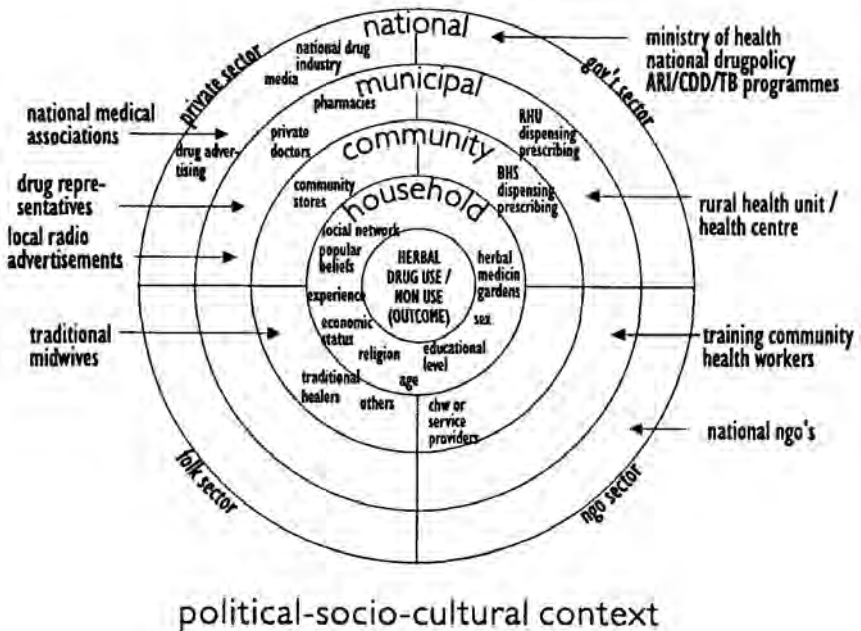 national
private sector
national drug
industry
media
gov't sector
ministry of health
national drugpolicy
ARI/CDD/TB programmes
municipal
pharmacies
national medical
associations
drug adver-
tising
private
doctors
RHU
dispensing
prescribing
community
BHS
dispensing
prescribing
drug repre-
sentatives
community
stores
household
rural health unit /
health centre
local radio
advertisements
social network
popular
beliefs
HERBAL
DRUG USE /
NON USE
(OUTCOME)
herbal
medicin
gardens
experience
sex
traditional
midwives
economic
status
religion
educational
level
training community
health workers
age
traditional
healers
others
chw or
service
providers
national ngo's
folk sector
ngo sector
political-socio-cultural context